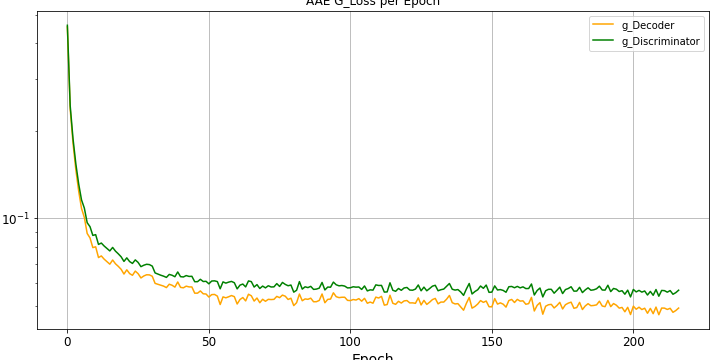 AAE G_Loss per Epoch
g_Decoder
g_Discriminator
10⁻¹
0
50
100
150
200
Epoch